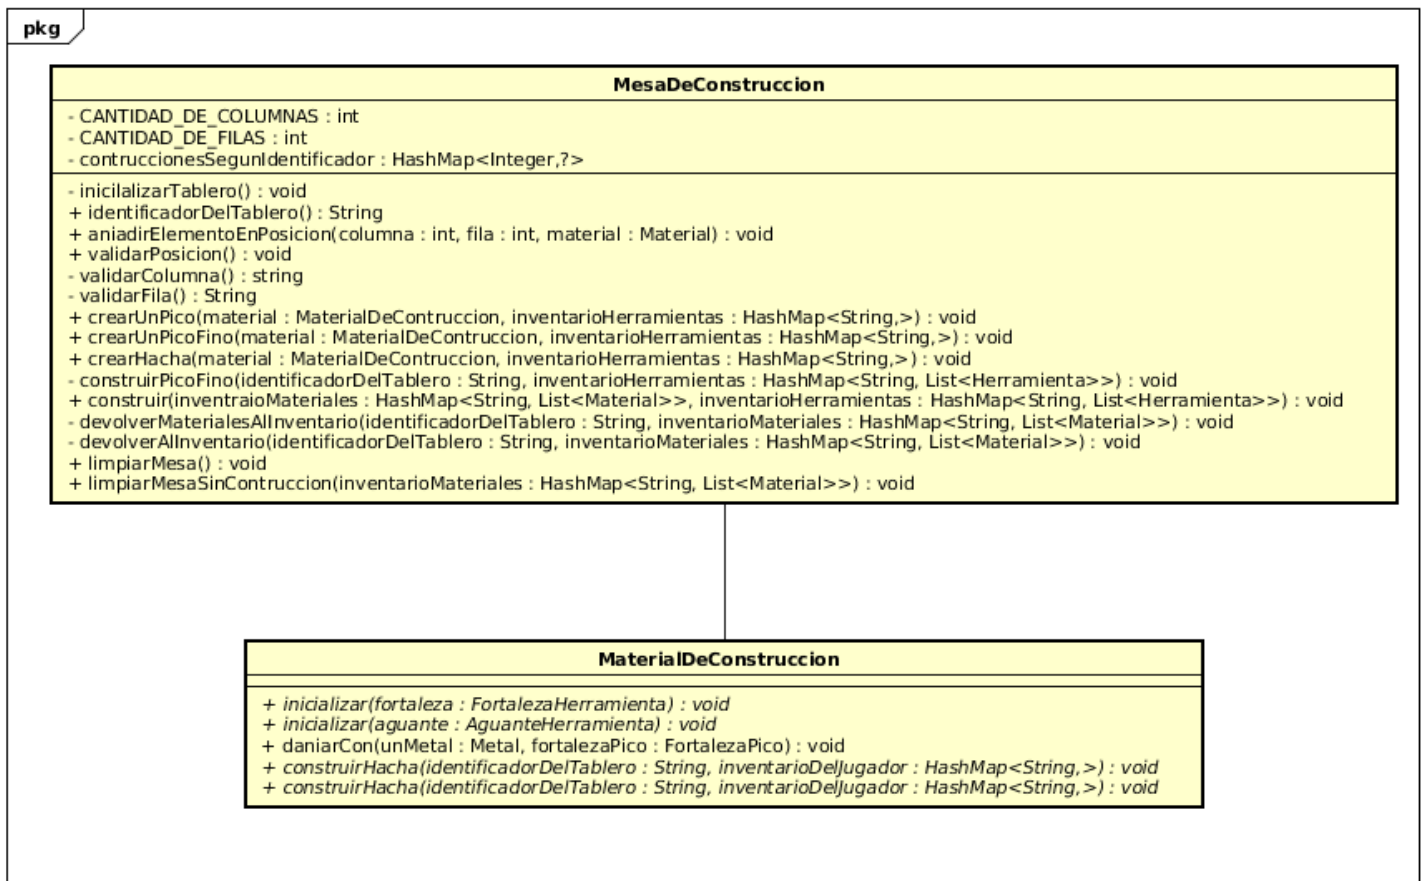 pkg
MesaDeConstruccion
- CANTIDAD_DE_COLUMNAS : int
- CANTIDAD_DE_FILAS : int
- contruccionesSegunIdentificador : HashMap<Integer,?>
- inicilalizarTablero() : void
+ identificadorDelTablero() : String
+ aniadirElementoEnPosicion(columna : int, fila : int, material : Material) : void
+ validarPosicion() : void
- validarColumna() : string
- validarFila() : String
+ crearUnPico(material : MaterialDeContruccion, inventarioHerramientas : HashMap<String,>) : void
+ crearUnPicoFino(material : MaterialDeContruccion, inventarioHerramientas : HashMap<String,>) : void
+ crearHacha(material : MaterialDeContruccion, inventarioHerramientas : HashMap<String,>) : void
- construirPicoFino(identificadorDelTablero : String, inventarioHerramientas : HashMap<String, List<Herramienta>>) : void
+ construir(inventraioMateriales : HashMap<String, List<Material>>, inventarioHerramientas : HashMap<String, List<Herramienta>>) : void
- devolverMaterialesAlInventario(identificadorDelTablero : String, inventarioMateriales : HashMap<String, List<Material>>) : void
- devolverAlInventario(identificadorDelTablero : String, inventarioMateriales : HashMap<String, List<Material>>) : void
+ limpiarMesa() : void
+ limpiarMesaSinContruccion(inventarioMateriales : HashMap<String, List<Material>>) : void
MaterialDeConstruccion
+ inicializar(fortaleza : FortalezaHerramienta) : void
+ inicializar(aguante : AguanteHerramienta) : void
+ daniarCon(unMetal : Metal, fortalezaPico : FortalezaPico) : void
+ construirHacha(identificadorDelTablero : String, inventarioDelJugador : HashMap<String,>) : void
+ construirHacha(identificadorDelTablero : String, inventarioDelJugador : HashMap<String,>) : void